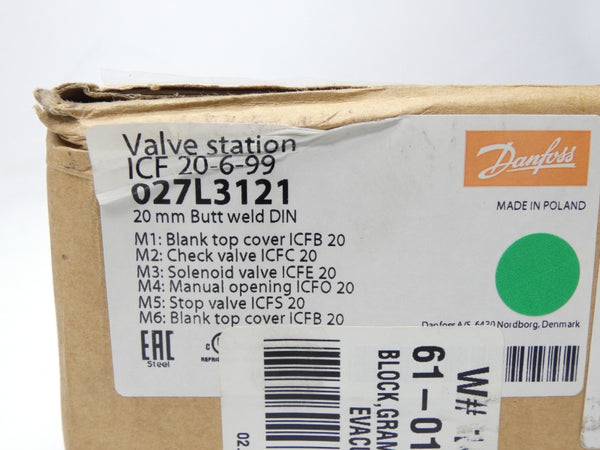 Valve station
ICF 20-6-99
027L3121
20 mm Butt weld DIN
M1: Blank top cover ICFB 20
M2: Check valve ICFC 20
M3: Solenoid valve ICFE 20
M4: Manual opening ICFO 20
M5: Stop valve ICFS 20
M6: Blank top cover ICFB 20
EAC
Steel
Danfoss
MADE IN POLAND
Danfoss A/S, 6430 Nordborg, Denmark
W#
61-01
BLOCK,GRAM
EVACU
02.